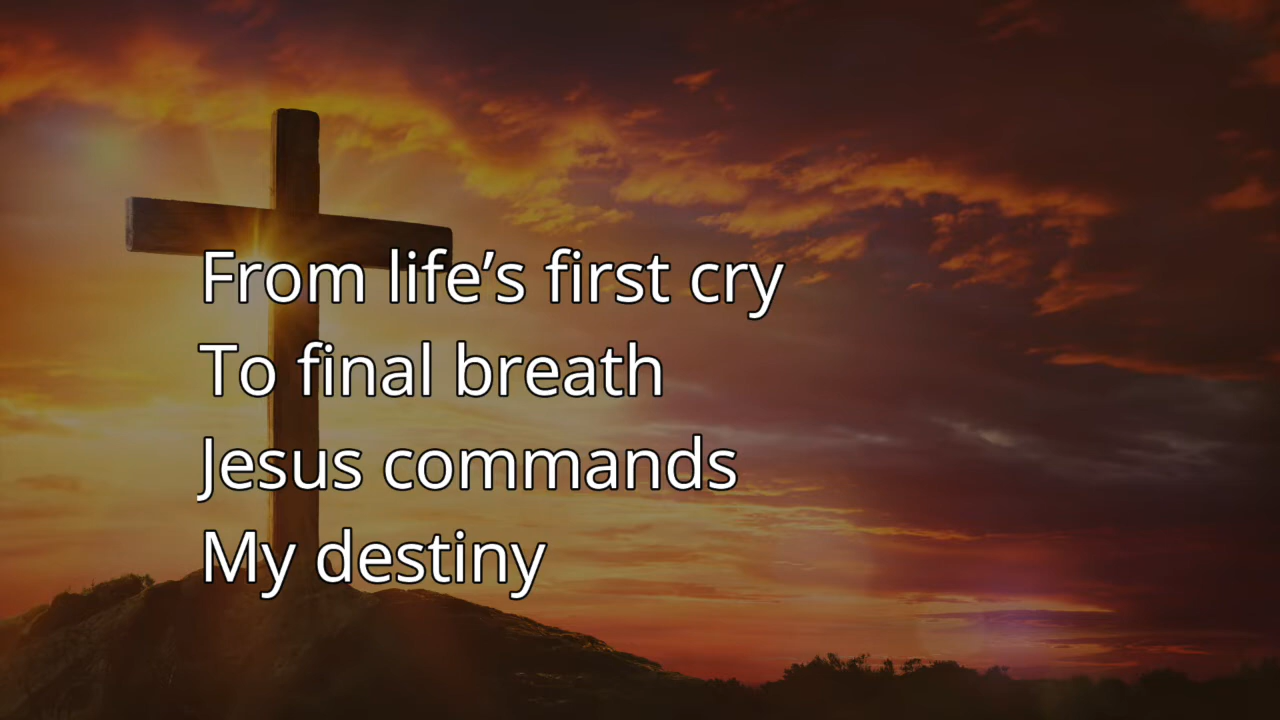 From life’s first cry
To final breath
Jesus commands
My destiny